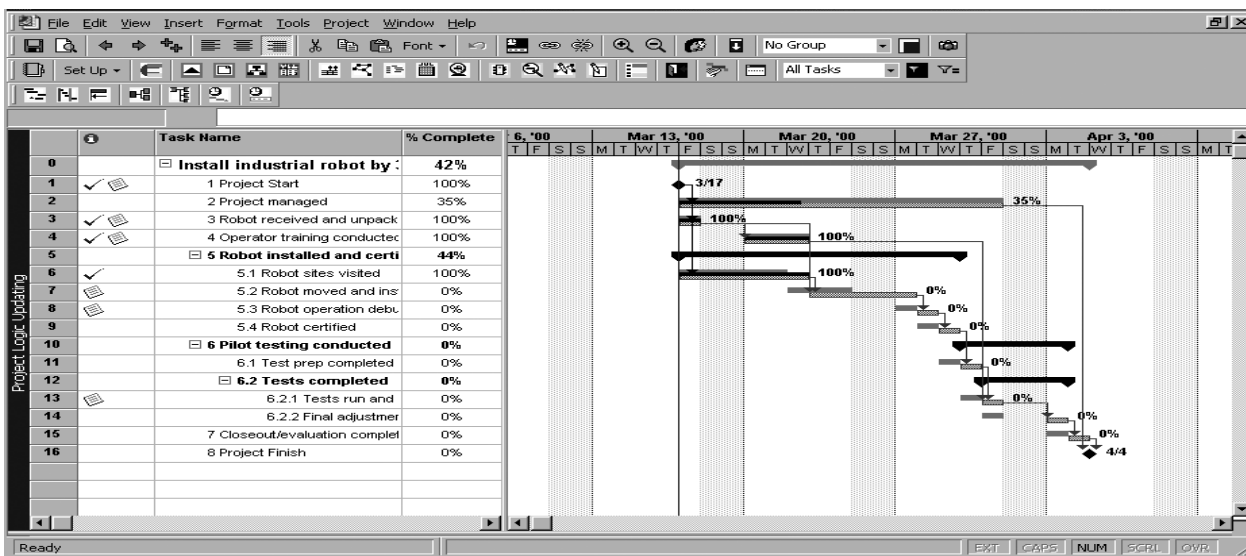 File Edit View Insert Format Tools Project Window Help
Font No Group
Set Up All Tasks
Task Name % Complete 6, '00 Mar 13, '00 Mar 20, '00 Mar 27, '00 Apr 3, '00
T F S S M T W T F S S M T W T F S S M T W T F S S M T W T F S S M T
0 Install industrial robot by 42%
1 1 Project Start 100% 3/17
2 2 Project managed 35% 35%
3 3 Robot received and unpack 100% 100%
4 4 Operator training conducted 100% 100%
5 5 Robot installed and certi 44%
6 5.1 Robot sites visited 100% 100%
7 5.2 Robot moved and ins 0% 0%
8 5.3 Robot operation debu 0% 0%
9 5.4 Robot certified 0% 0%
10 6 Pilot testing conducted 0%
11 6.1 Test prep completed 0% 0%
12 6.2 Tests completed 0%
13 6.2.1 Tests run and 0% 0%
14 6.2.2 Final adjustmer 0% 0%
15 7 Closeout/evaluation complet 0% 0%
16 8 Project Finish 0% 4/4
Project Logic Updating
Ready EXT CAPS NUM SCRL OVR